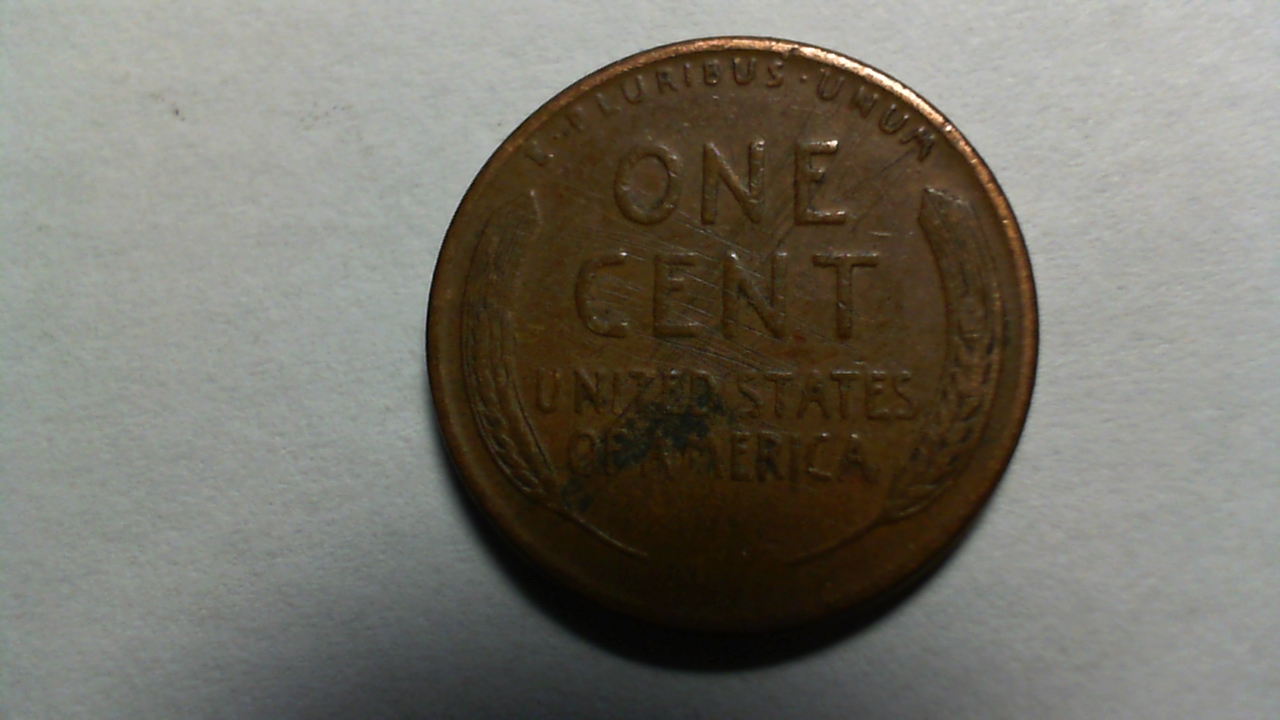 E · PLURIBUS · UNUM
ONE
CENT
UNITED STATES
OF AMERICA